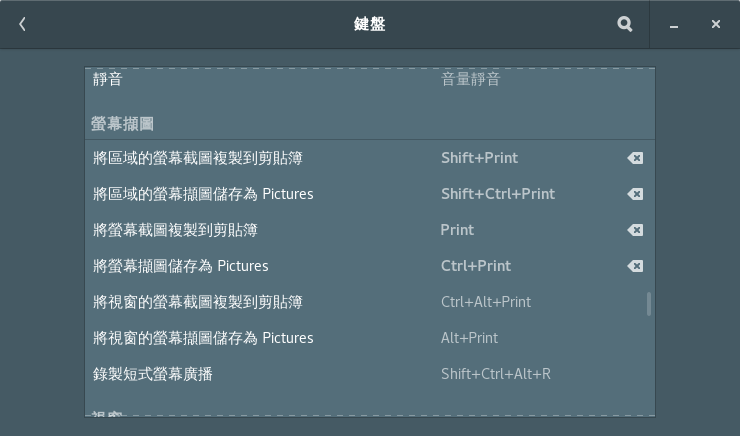 鍵盤
靜音 音量靜音
螢幕擷圖
將區域的螢幕截圖複製到剪貼簿 Shift+Print
將區域的螢幕擷圖儲存為 Pictures Shift+Ctrl+Print
將螢幕截圖複製到剪貼簿 Print
將螢幕擷圖儲存為 Pictures Ctrl+Print
將視窗的螢幕截圖複製到剪貼簿 Ctrl+Alt+Print
將視窗的螢幕擷圖儲存為 Pictures Alt+Print
錄製短式螢幕廣播 Shift+Ctrl+Alt+R
視窗